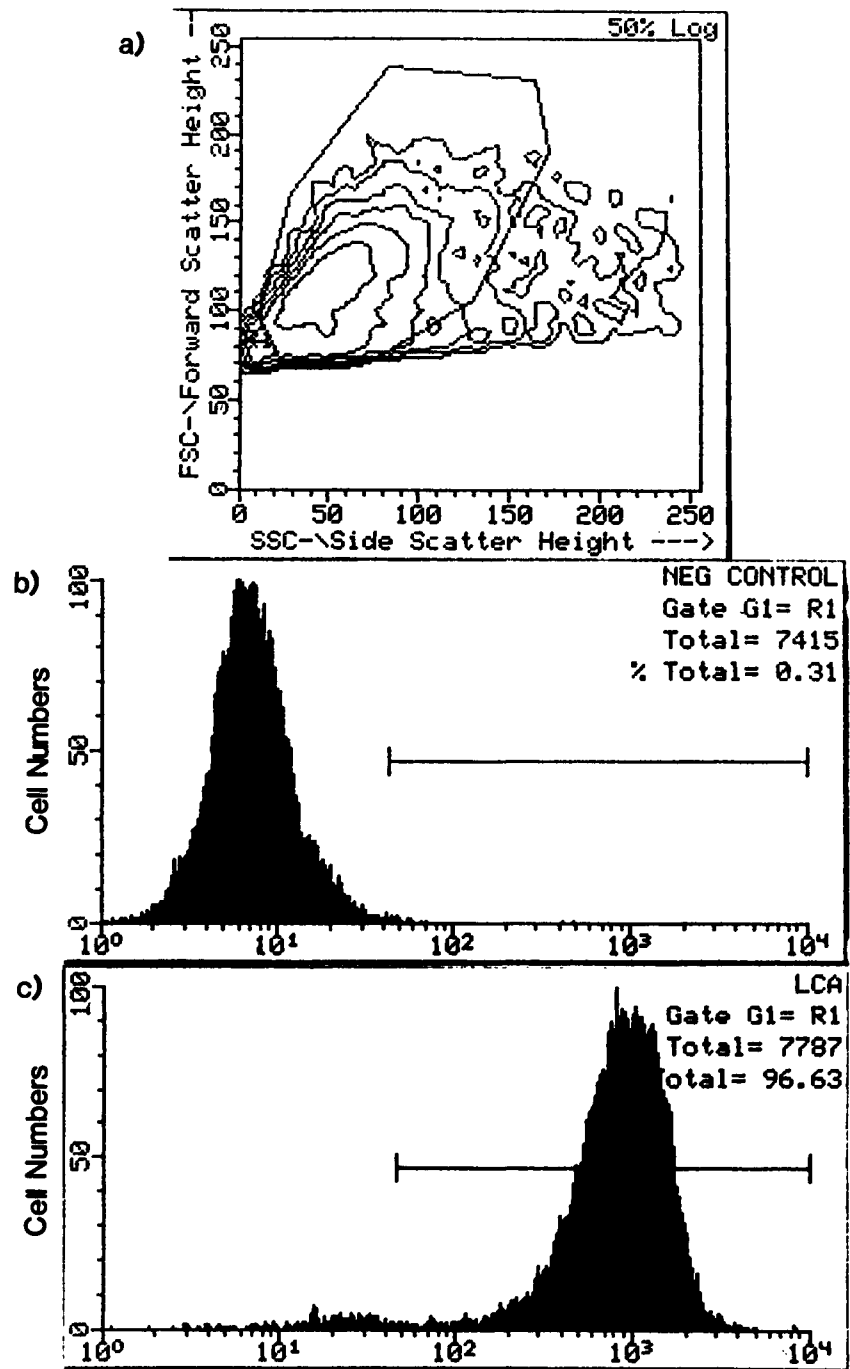 a)
50% Log
FSC-\Forward Scatter Height --
250
200
150
100
50
0
0 50 100 150 200 250
SSC-\Side Scatter Height --->
b)
NEG CONTROL
Gate G1= R1
Total= 7415
% Total= 0.31
Cell Numbers
100
50
0
10⁰ 10¹ 10² 10³ 10⁴
c)
LCA
Gate G1= R1
Total= 7787
otal= 96.63
Cell Numbers
100
50
0
10⁰ 10¹ 10² 10³ 10⁴